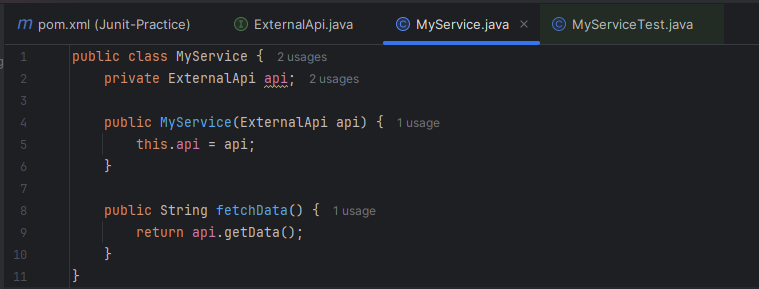 pom.xml (Junit-Practice) ExternalApi.java MyService.java MyServiceTest.java
1 public class MyService { 2 usages
2 private ExternalApi api; 2 usages
3
4 public MyService(ExternalApi api) { 1 usage
5 this.api = api;
6 }
7
8 public String fetchData() { 1 usage
9 return api.getData();
10 }
11 }